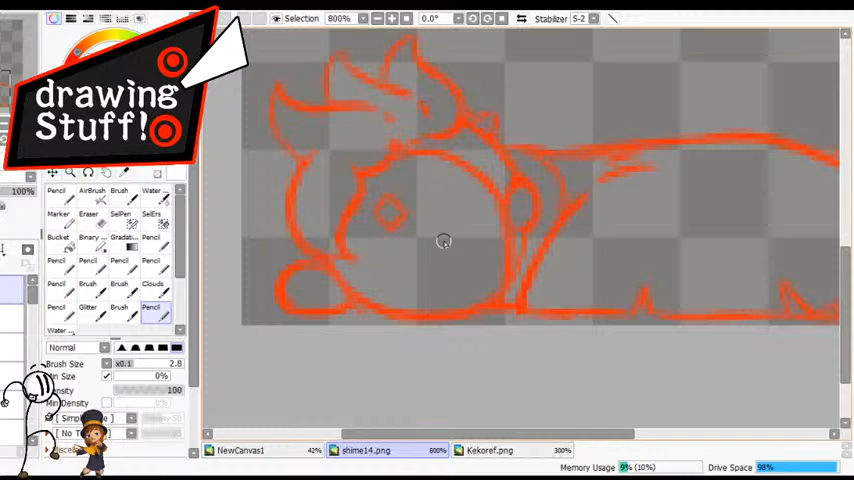 Selection 800% 0.0° Stabilizer S-2
drawing
Stuff!
100%
Pencil AirBrush Brush Water ...
Marker Eraser SelPen SelErs
Bucket Binary ... Gradati... Pencil
Pencil Pencil Pencil Pencil
Pencil Brush Brush Clouds
Pencil Glitter Brush Pencil
Water ...
Normal
Brush Size x0.1 2.8
Min Size 0%
Density 100
Min Density 0%
NewCanvas1 42% shime14.png 800% Kekoref.png 300%
Memory Usage 9% (10%) Drive Space 98%